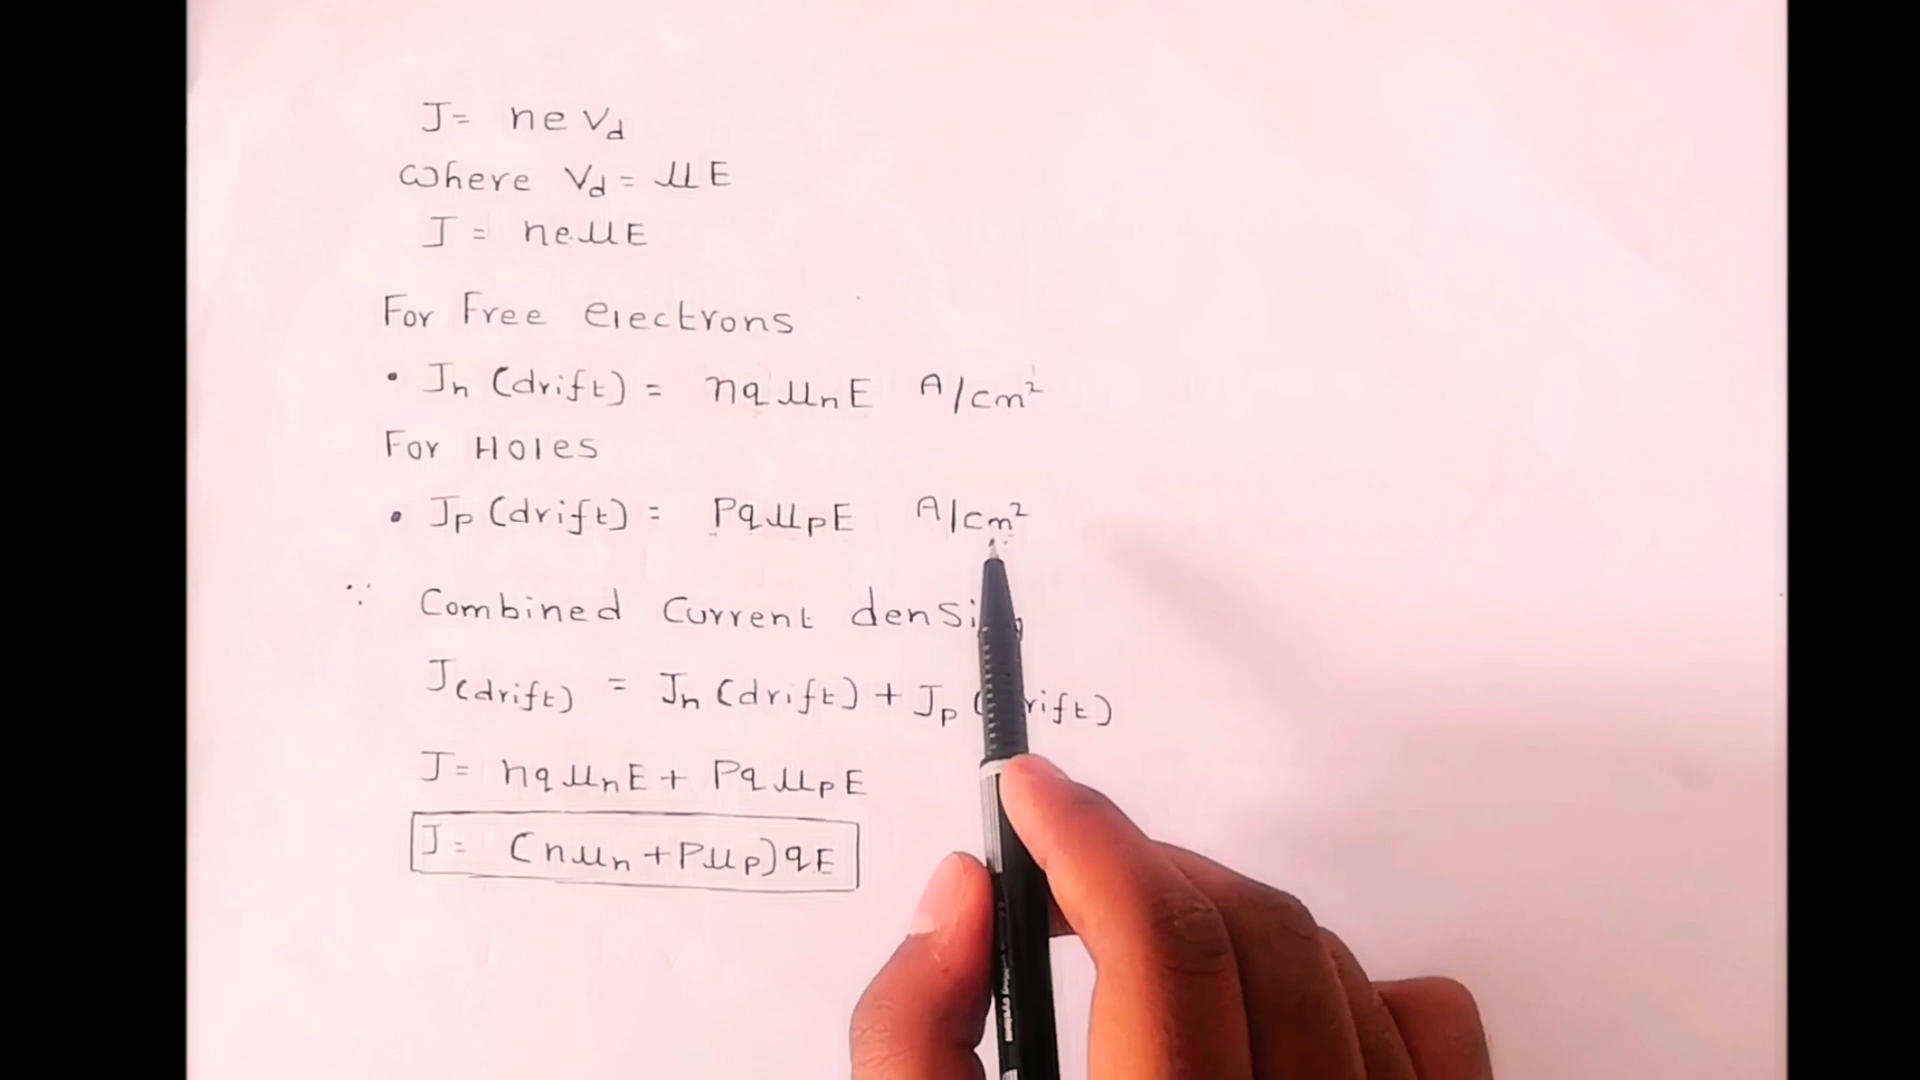 J= ne Vd
where Vd = μE
J = neμE
For Free electrons
• Jn (drift) = nqμnE A/cm²
For Holes
• Jp (drift) = PqμpE A/cm²
∵ Combined Current
J(drift) = Jn (drift) + Jp
J= nqμnE + PqμpE
J= (nμn + Pμp)qE